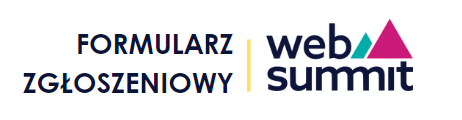 FORMULARZ
ZGŁOSZENIOWY
web
summit